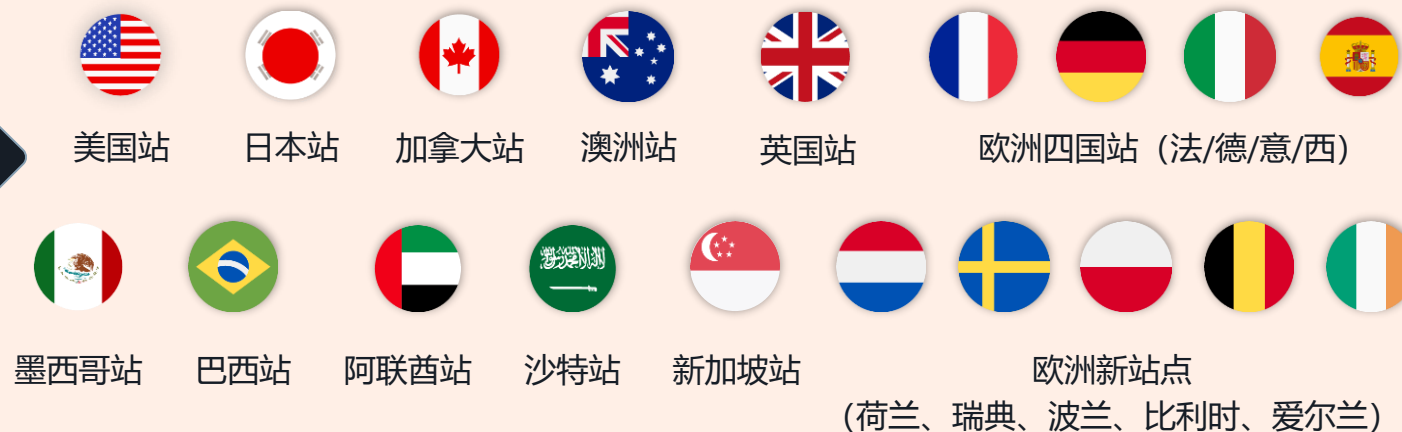 美国站 日本站 加拿大站 澳洲站 英国站 欧洲四国站（法/德/意/西）
墨西哥站 巴西站 阿联酋站 沙特站 新加坡站 欧洲新站点
（荷兰、瑞典、波兰、比利时、爱尔兰）